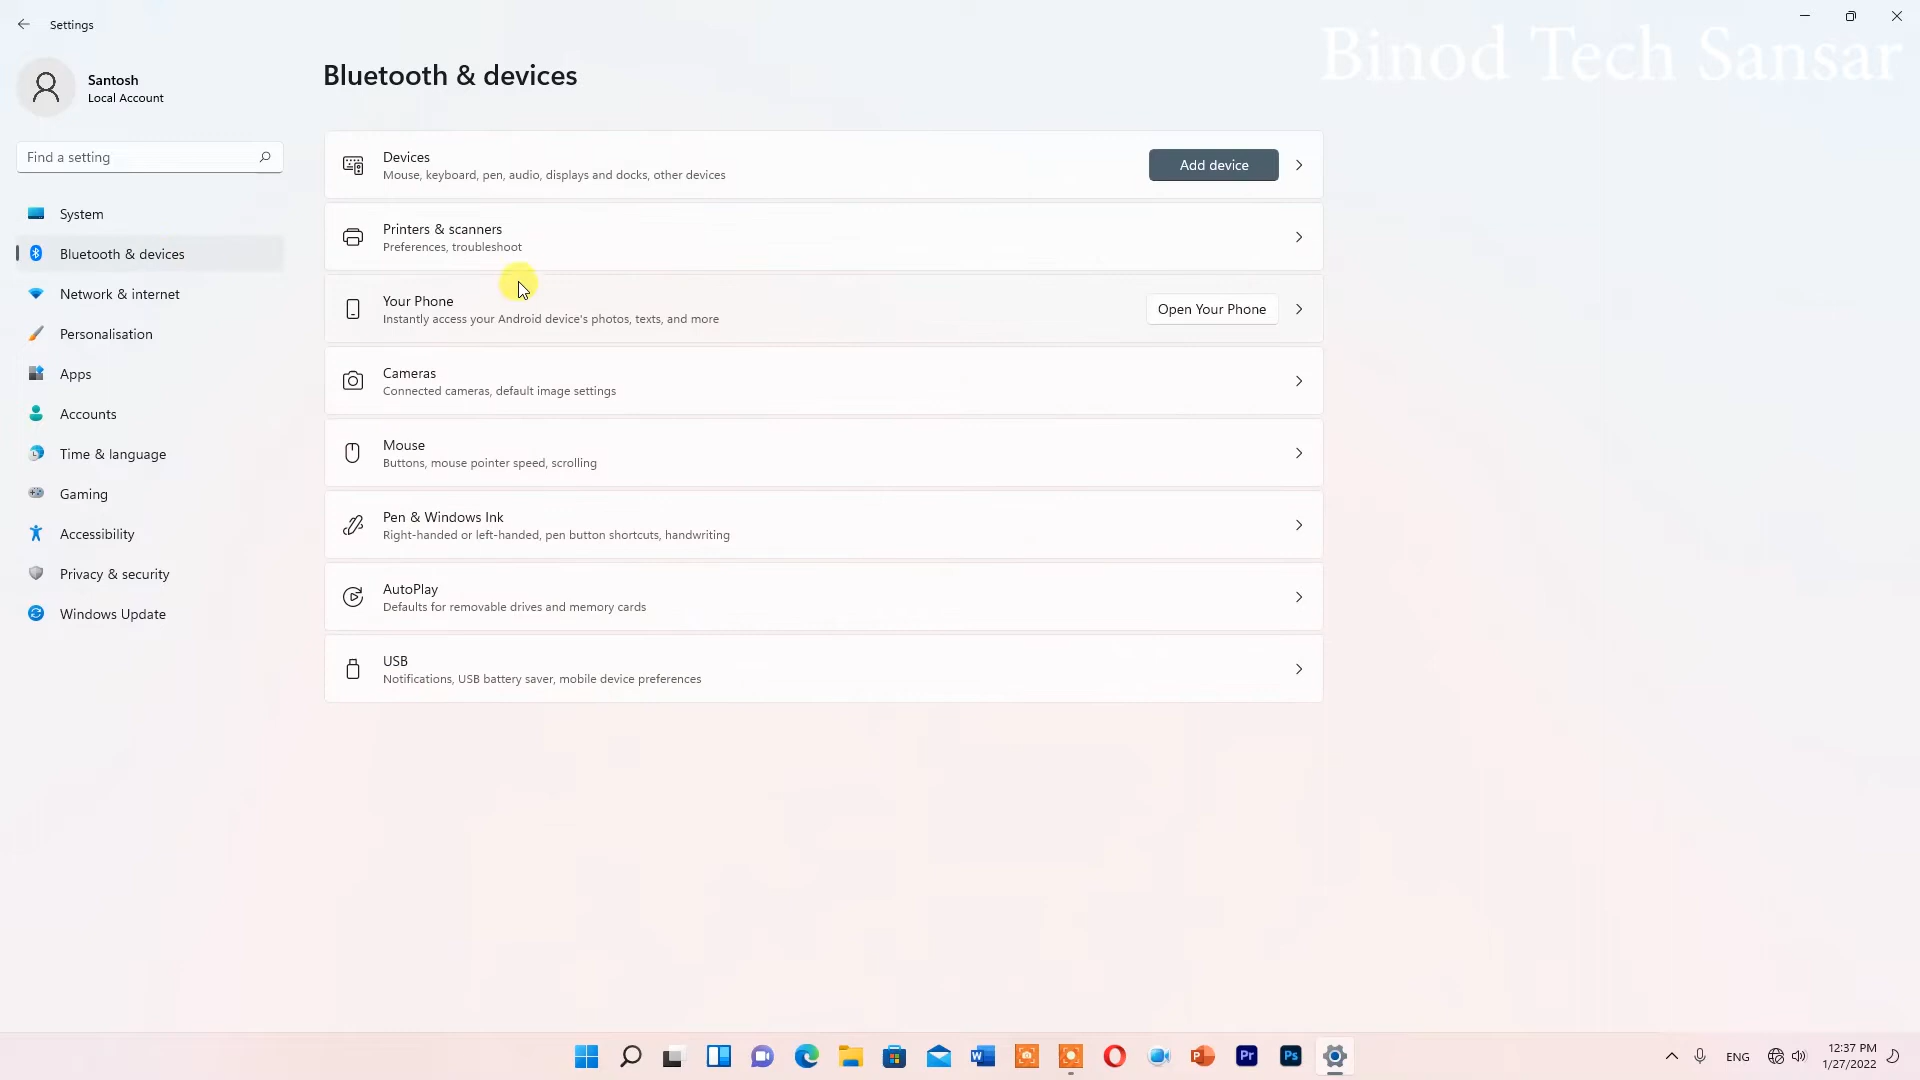 Settings
Binod Tech Sansar
Santosh
Local Account
Find a setting
System
Bluetooth & devices
Network & internet
Personalisation
Apps
Accounts
Time & language
Gaming
Accessibility
Privacy & security
Windows Update
Bluetooth & devices
Devices
Mouse, keyboard, pen, audio, displays and docks, other devices
Add device
Printers & scanners
Preferences, troubleshoot
Your Phone
Instantly access your Android device's photos, texts, and more
Open Your Phone
Cameras
Connected cameras, default image settings
Mouse
Buttons, mouse pointer speed, scrolling
Pen & Windows Ink
Right-handed or left-handed, pen button shortcuts, handwriting
AutoPlay
Defaults for removable drives and memory cards
USB
Notifications, USB battery saver, mobile device preferences
W
P
Pr
Ps
ENG
12:37 PM
1/27/2022